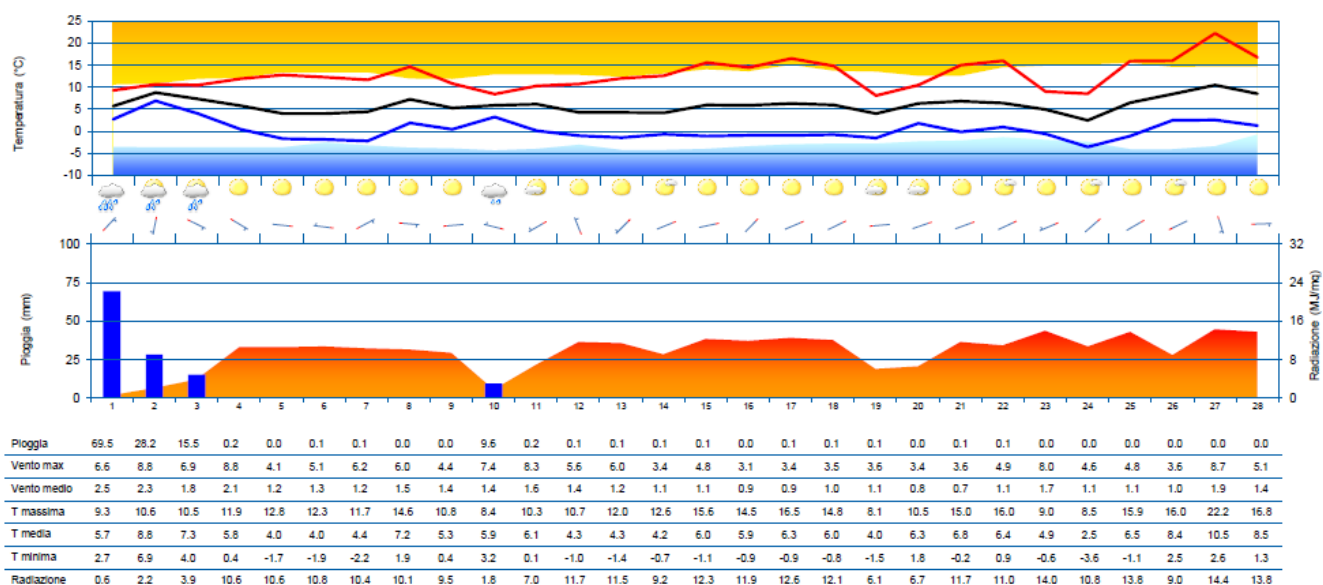 25
20
15
10
5
0
-5
-10
Temperatura (°C)
100
75
50
25
0
Pioggia (mm)
32
24
16
8
0
Radiazione (MJ/mq)
1 2 3 4 5 6 7 8 9 10 11 12 13 14 15 16 17 18 19 20 21 22 23 24 25 26 27 28
Pioggia 69.5 28.2 15.5 0.2 0.0 0.1 0.1 0.0 0.0 9.6 0.2 0.1 0.1 0.1 0.1 0.0 0.1 0.1 0.1 0.0 0.1 0.1 0.0 0.0 0.0 0.0 0.0 0.0
Vento max 6.6 8.8 6.9 8.8 4.1 5.1 6.2 6.0 4.4 7.4 8.3 5.6 6.0 3.4 4.8 3.1 3.4 3.5 3.6 3.4 3.6 4.9 8.0 4.6 4.8 3.6 8.7 5.1
Vento medio 2.5 2.3 1.8 2.1 1.2 1.3 1.2 1.5 1.4 1.4 1.6 1.4 1.2 1.1 1.1 0.9 0.9 1.0 1.1 0.8 0.7 1.1 1.7 1.1 1.1 1.0 1.9 1.4
T massima 9.3 10.6 10.5 11.9 12.8 12.3 11.7 14.6 10.8 8.4 10.3 10.7 12.0 12.6 15.6 14.5 16.5 14.8 8.1 10.5 15.0 16.0 9.0 8.5 15.9 16.0 22.2 16.8
T media 5.7 8.8 7.3 5.8 4.0 4.0 4.4 7.2 5.3 5.9 6.1 4.3 4.3 4.2 6.0 5.9 6.3 6.0 4.0 6.3 6.8 6.4 4.9 2.5 6.5 8.4 10.5 8.5
T minima 2.7 6.9 4.0 0.4 -1.7 -1.9 -2.2 1.9 0.4 3.2 0.1 -1.0 -1.4 -0.7 -1.1 -0.9 -0.9 -0.8 -1.5 1.8 -0.2 0.9 -0.6 -3.6 -1.1 2.5 2.6 1.3
Radiazione 0.6 2.2 3.9 10.6 10.6 10.8 10.4 10.1 9.5 1.8 7.0 11.7 11.5 9.2 12.3 11.9 12.6 12.1 6.1 6.7 11.7 11.0 14.0 10.8 13.8 9.0 14.4 13.8